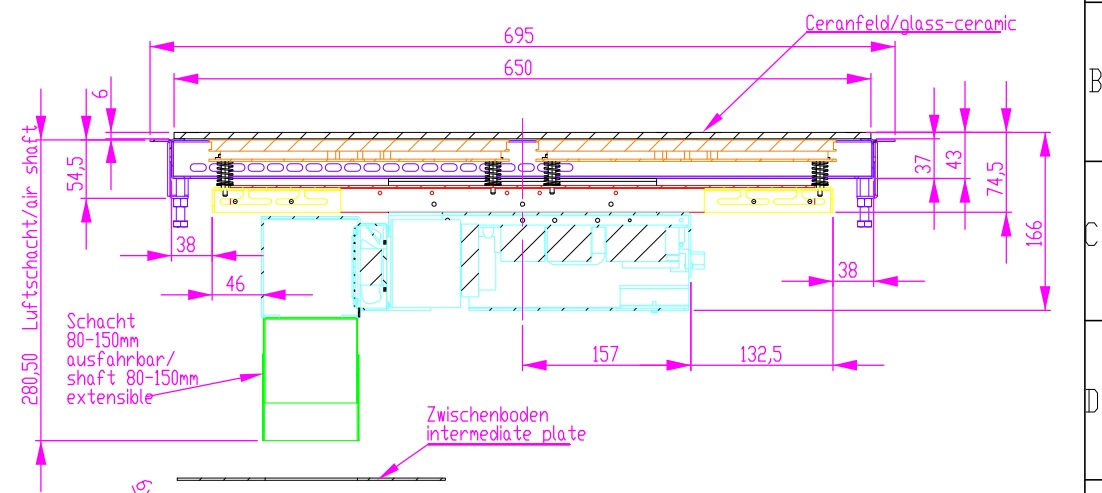 Ceranfeld/glass-ceramic
695
650
B
6
54,5
37
43
74,5
166
C
38
46
38
280,50 Luftschacht/air shaft
Schacht
80-150mm
ausfahrbar/
shaft 80-150mm
extensible
157
132,5
D
Zwischenboden
intermediate plate